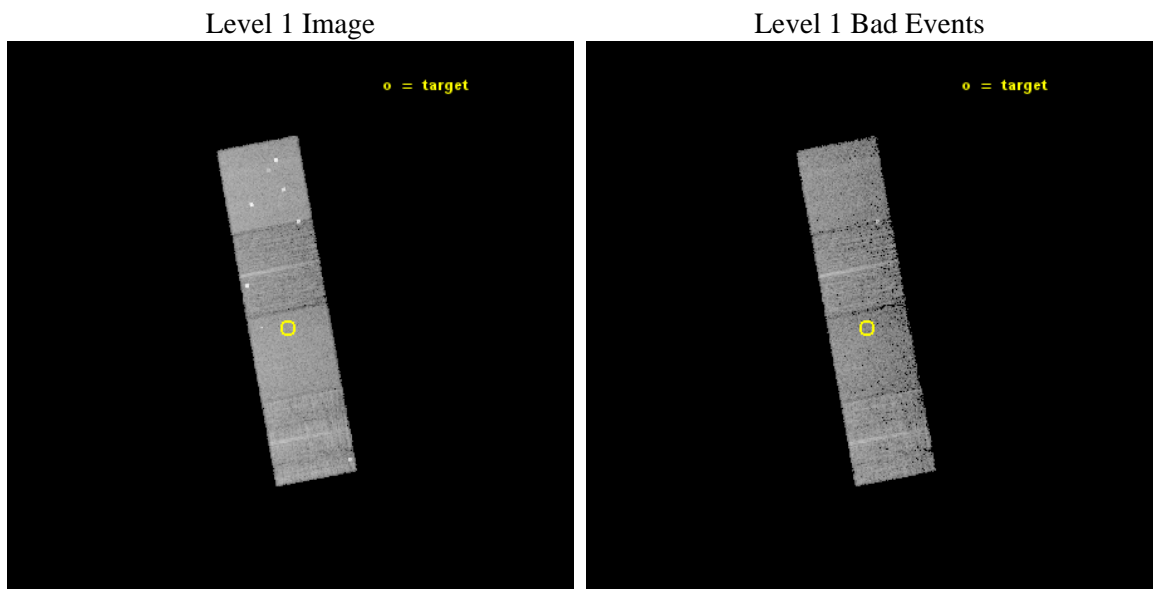 Level 1 Image
Level 1 Bad Events
o = target
o = target